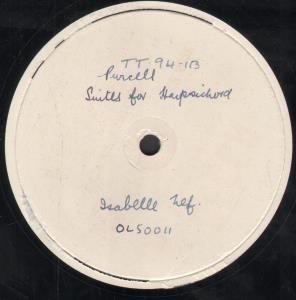 TT.94-1B
Purcell
Suites for Harpsichord
Isabelle Nef.
OL50011